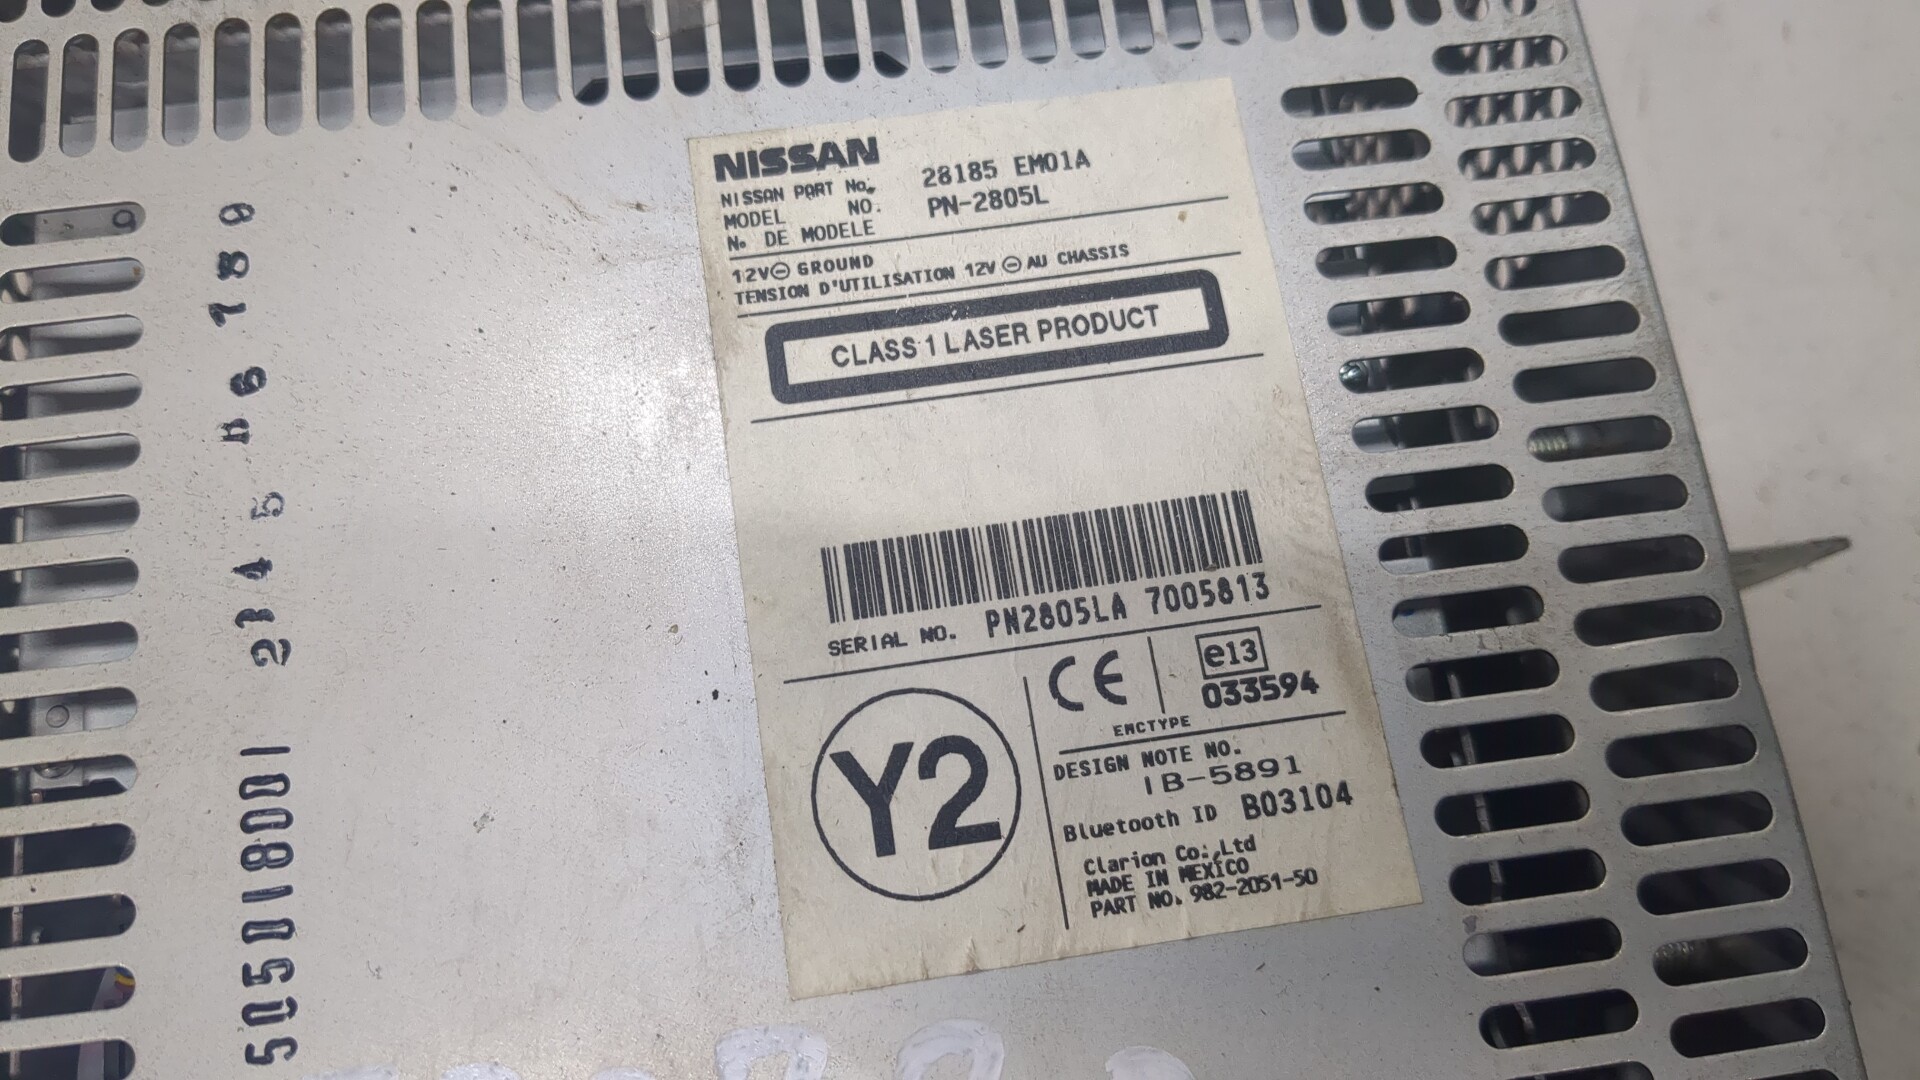 NISSAN
NISSAN PART No. 28185 EM01A
MODEL NO. PN-2805L
No DE MODELE
12V⊖ GROUND
TENSION D'UTILISATION 12V ⊖ AU CHASSIS
CLASS 1 LASER PRODUCT
SERIAL NO. PN2805LA 7005813
CE
e13
033594
EMCTYPE
Y2
DESIGN NOTE NO.
IB-5891
Bluetooth ID B03104
Clarion Co.,Ltd
MADE IN MEXICO
PART NO. 982-2051-50
505018001